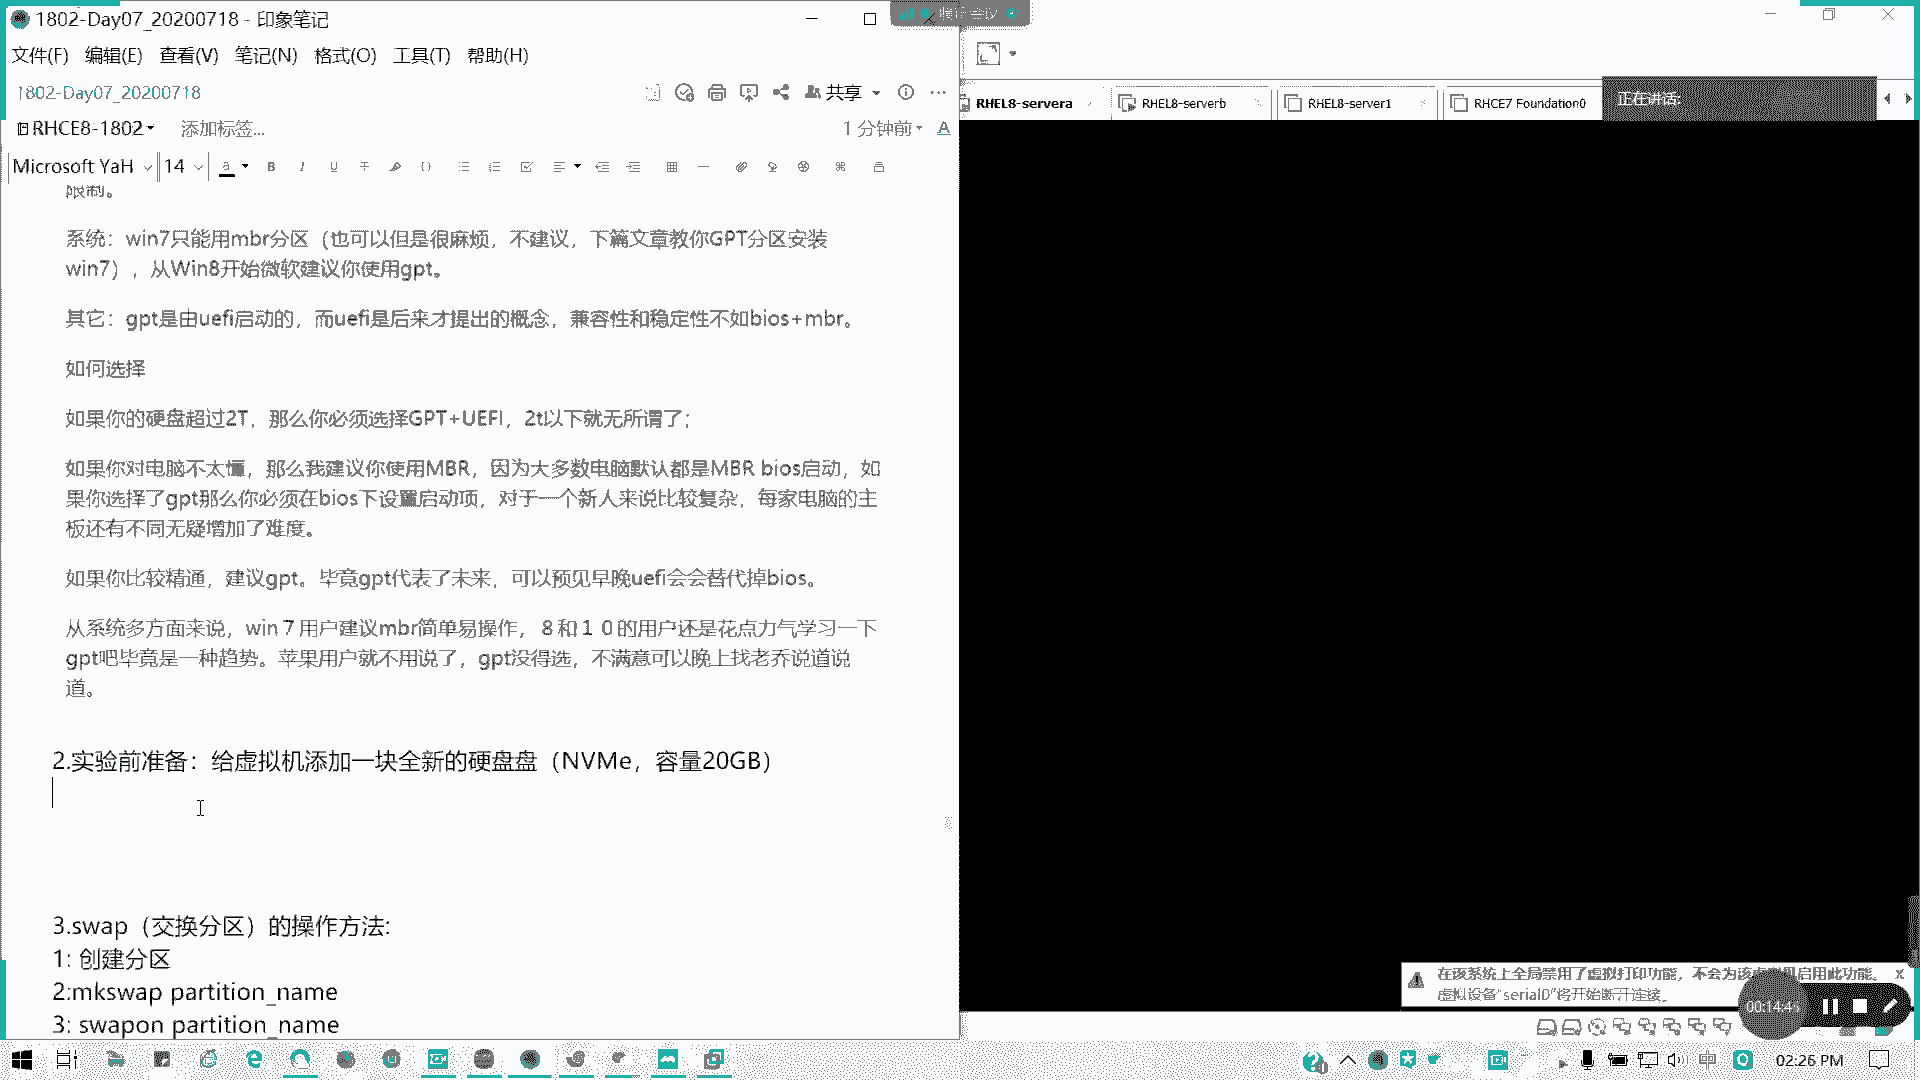 1802-Day07_20200718 - 印象笔记
文件(F) 编辑(E) 查看(V) 笔记(N) 格式(O) 工具(T) 帮助(H)
1802-Day07_20200718
共享
RHCE8-1802
添加标签...
1 分钟前
Microsoft YaH
14
限制。
系统：win7只能用mbr分区（也可以但是很麻烦，不建议，下篇文章教你GPT分区安装
win7），从Win8开始微软建议你使用gpt。
其它：gpt是由uefi启动的，而uefi是后来才提出的概念，兼容性和稳定性不如bios+mbr。
如何选择
如果你的硬盘超过2T，那么你必须选择GPT+UEFI，2t以下就无所谓了；
如果你对电脑不太懂，那么我建议你使用MBR，因为大多数电脑默认都是MBR bios启动，如
果你选择了gpt那么你必须在bios下设置启动项，对于一个新人来说比较复杂，每家电脑的主
板还有不同无疑增加了难度。
如果你比较精通，建议gpt。毕竟gpt代表了未来，可以预见早晚uefi会会替代掉bios。
从系统多方面来说，win７用户建议mbr简单易操作，８和１０的用户还是花点力气学习一下
gpt吧毕竟是一种趋势。苹果用户就不用说了，gpt没得选，不满意可以晚上找老乔说道说
道。
2.实验前准备：给虚拟机添加一块全新的硬盘盘（NVMe，容量20GB）
3.swap（交换分区）的操作方法:
1: 创建分区
2:mkswap partition_name
3: swapon partition_name
腾讯会议
RHEL8-servera
RHEL8-serverb
RHEL8-server1
RHCE7 Foundation0
正在讲话:
在该系统上全局禁用了虚拟打印功能，不会为该虚拟机启用此功能。
虚拟设备“serial0”将开始断开连接。
00:14:45
中
02:26 PM